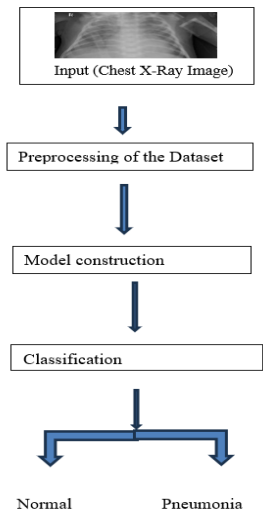 Input (Chest X-Ray Image)
Preprocessing of the Dataset
Model construction
Classification
Normal Pneumonia